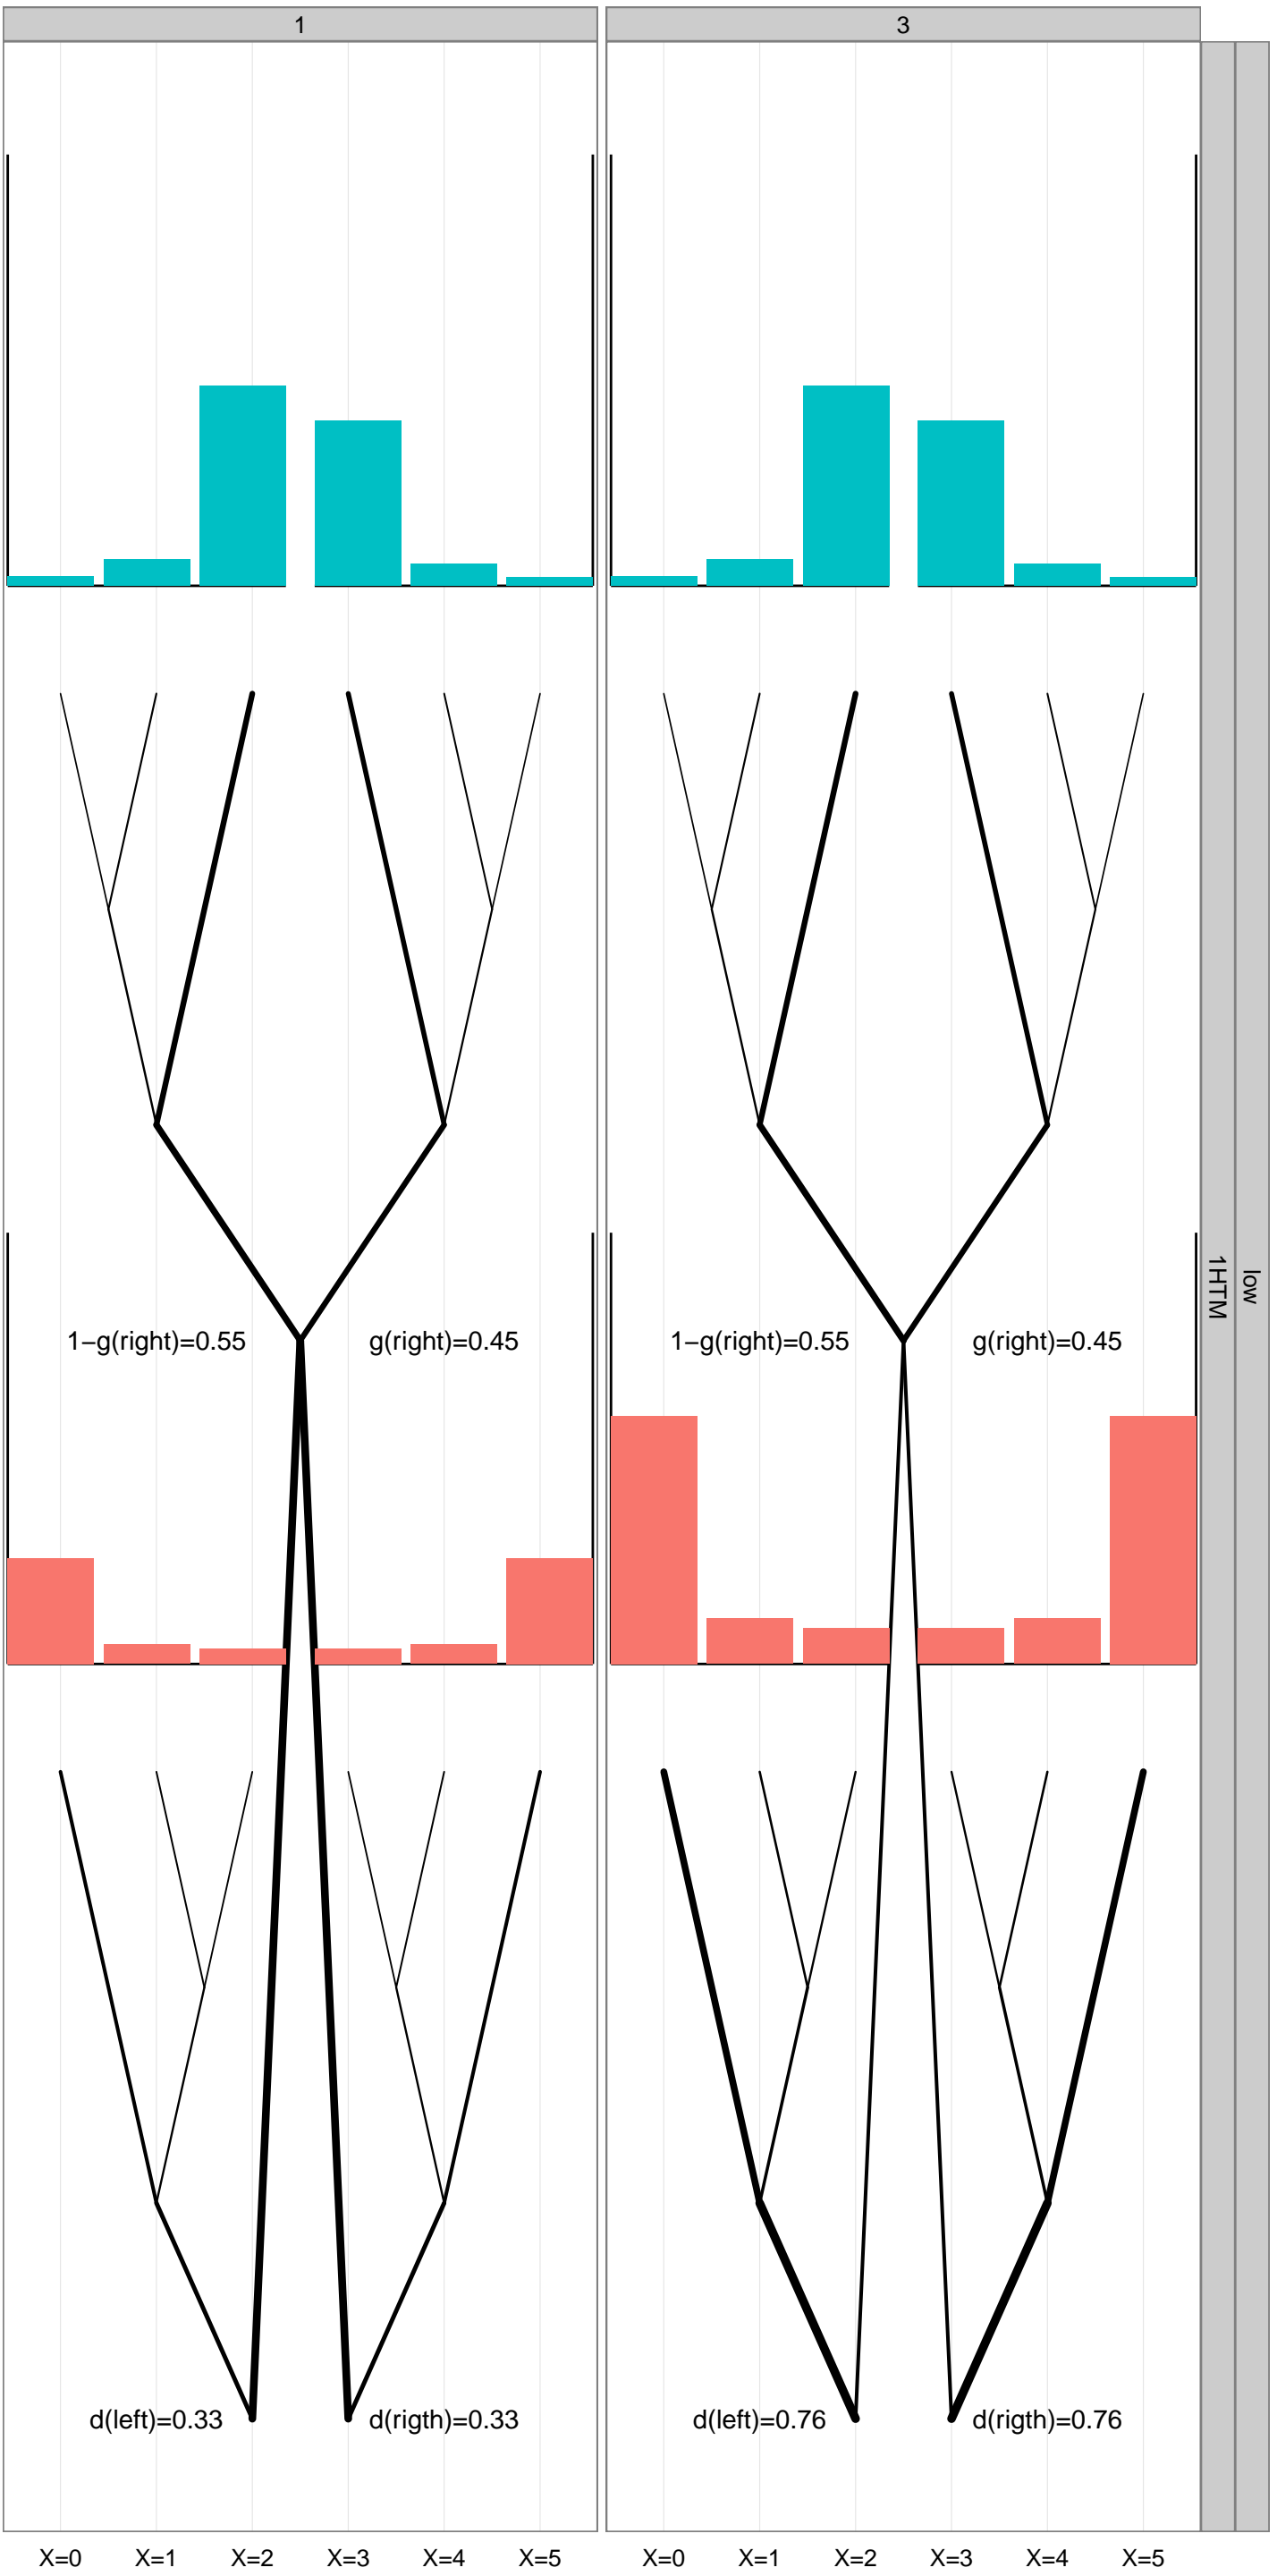 1
3
low
1HTM
1−g(right)=0.55
g(right)=0.45
1−g(right)=0.55
g(right)=0.45
d(left)=0.33
d(rigth)=0.33
d(left)=0.76
d(rigth)=0.76
X=0 X=1 X=2 X=3 X=4 X=5
X=0 X=1 X=2 X=3 X=4 X=5